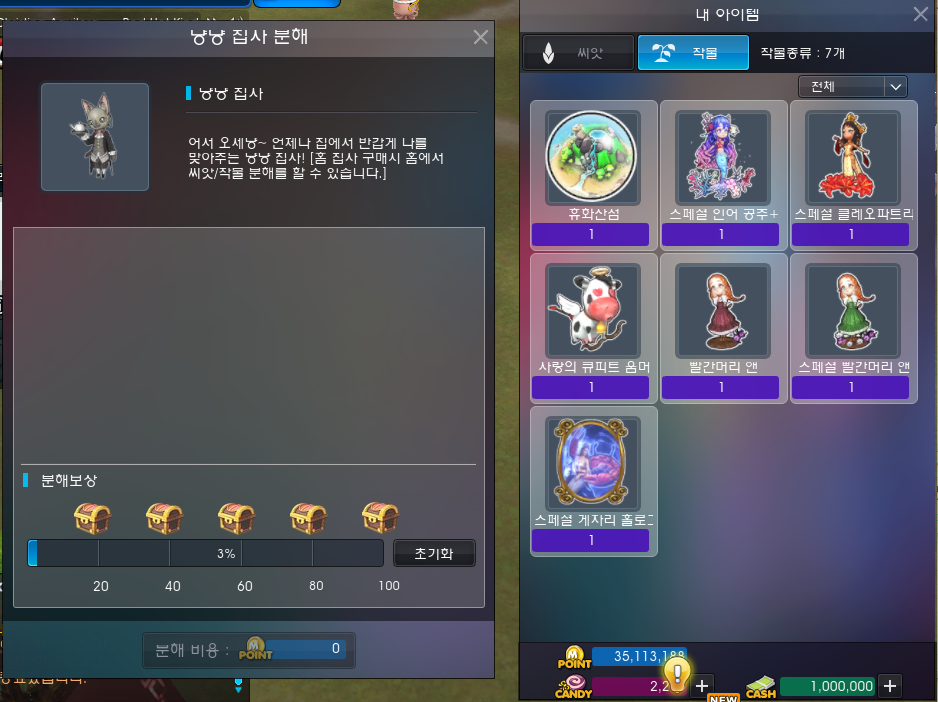 냥냥 집사 분해
냥냥 집사
어서 오세냥~ 언제나 집에서 반갑게 나를
맞아주는 냥냥 집사! [홈 집사 구매시 홈에서
씨앗/작물 분해를 할 수 있습니다.]
분해보상
3%
초기화
20 40 60 80 100
분해 비용 : M POINT 0
내 아이템
씨앗 작물 작물종류 : 7개
전체
휴화산섬 스페셜 인어 공주+ 스페셜 클레오파트라
1 1 1
사랑의 큐피트 음머 빨간머리 앤 스페셜 빨간머리 앤
1 1 1
스페셜 게자리 홀로그
1
M POINT 35,113,188
CANDY + NEW CASH 1,000,000 +